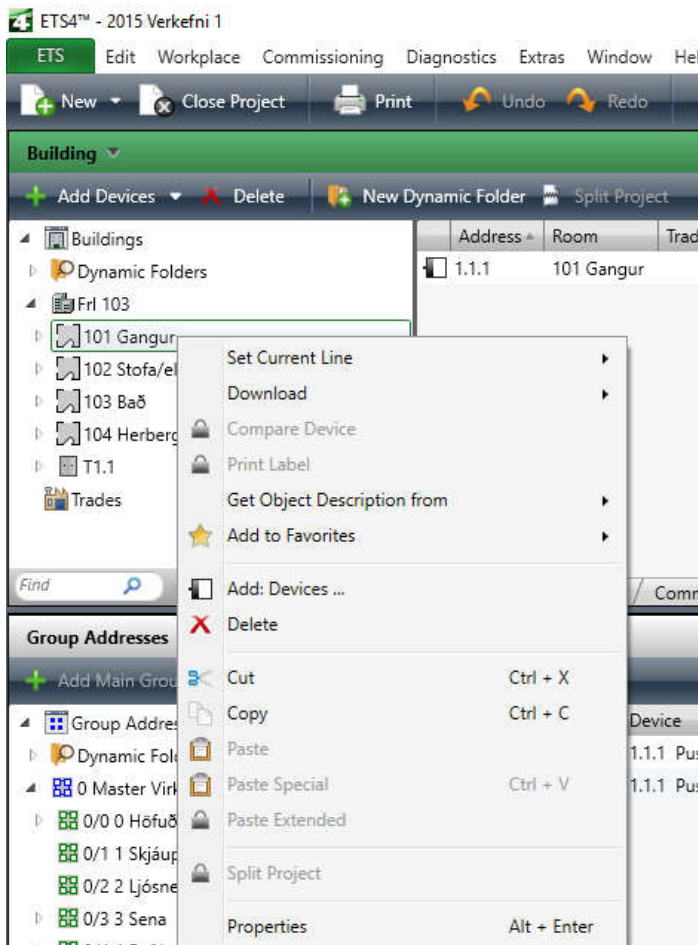 ETS4™ - 2015 Verkefni 1
ETS Edit Workplace Commissioning Diagnostics Extras Window
New Close Project Print Undo Redo
Building
Add Devices Delete New Dynamic Folder Split Project
Buildings
Address Room
Dynamic Folders
1.1.1 101 Gangur
Frl 103
101 Gangur
102 Stofa/el
103 Bað
104 Herberg
T1.1
Trades
Find
Set Current Line
Download
Compare Device
Print Label
Get Object Description from
Add to Favorites
Add: Devices ...
Delete
Cut Ctrl + X
Copy Ctrl + C
Paste
Paste Special Ctrl + V
Paste Extended
Split Project
Properties Alt + Enter
Group Addresses
Add Main Grou
Group Addre
Device
Dynamic Fol
1.1.1 Pu
0 Master Virk
1.1.1 Pu
0/0 0 Höfuð
0/1 1 Skjáup
0/2 2 Ljósne
0/3 3 Sena